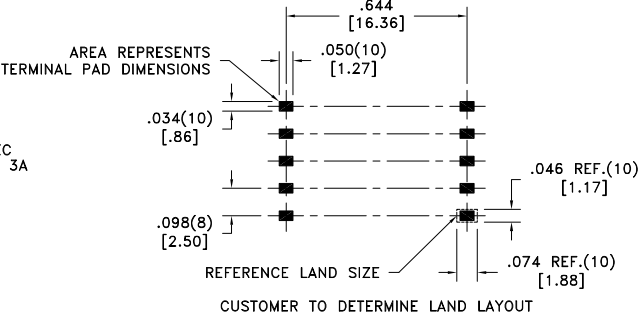 .644
[16.36]
AREA REPRESENTS
TERMINAL PAD DIMENSIONS
.050(10)
[1.27]
.034(10)
[.86]
EC
3A
.046 REF.(10)
[1.17]
.098(8)
[2.50]
REFERENCE LAND SIZE
.074 REF.(10)
[1.88]
CUSTOMER TO DETERMINE LAND LAYOUT